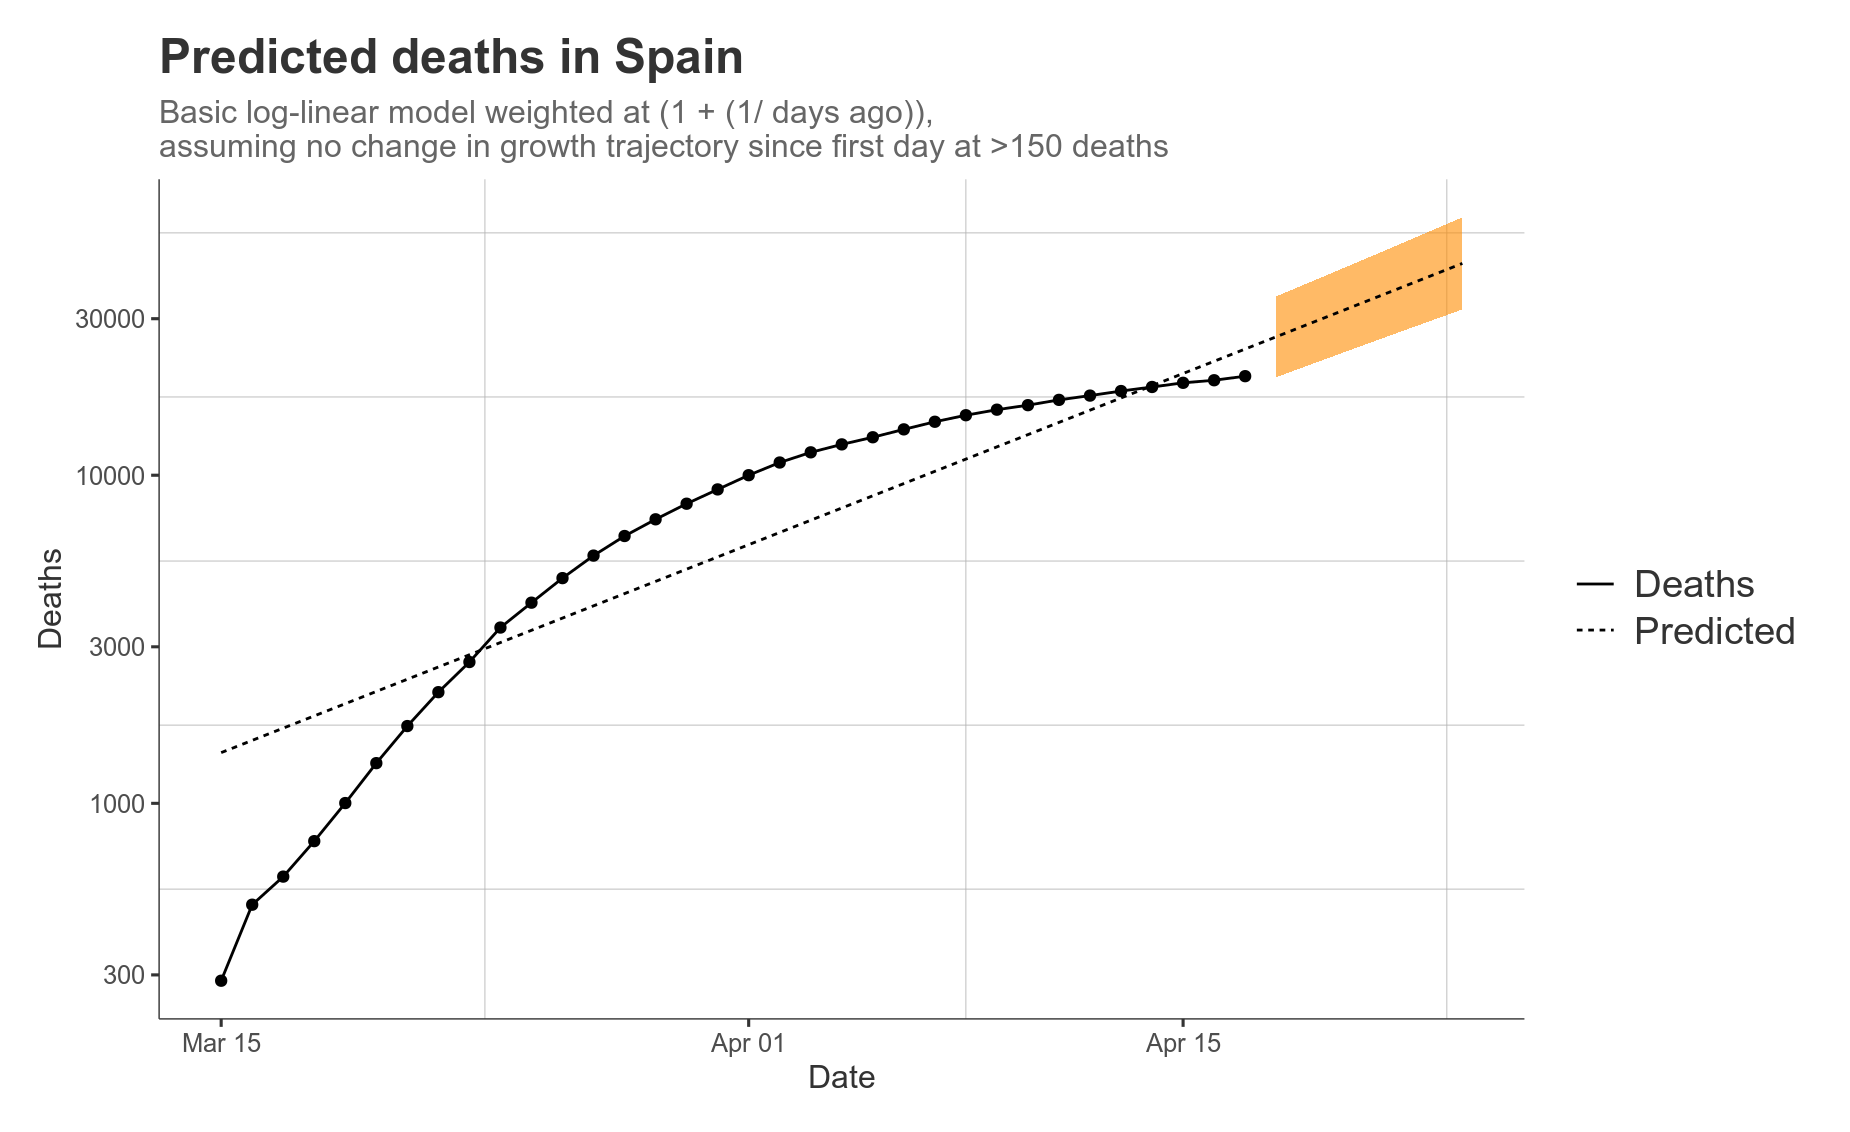 Predicted deaths in Spain
Basic log-linear model weighted at (1 + (1/ days ago)),
assuming no change in growth trajectory since first day at >150 deaths
30000
10000
3000
1000
300
Deaths
Mar 15
Apr 01
Apr 15
Date
Deaths
Predicted